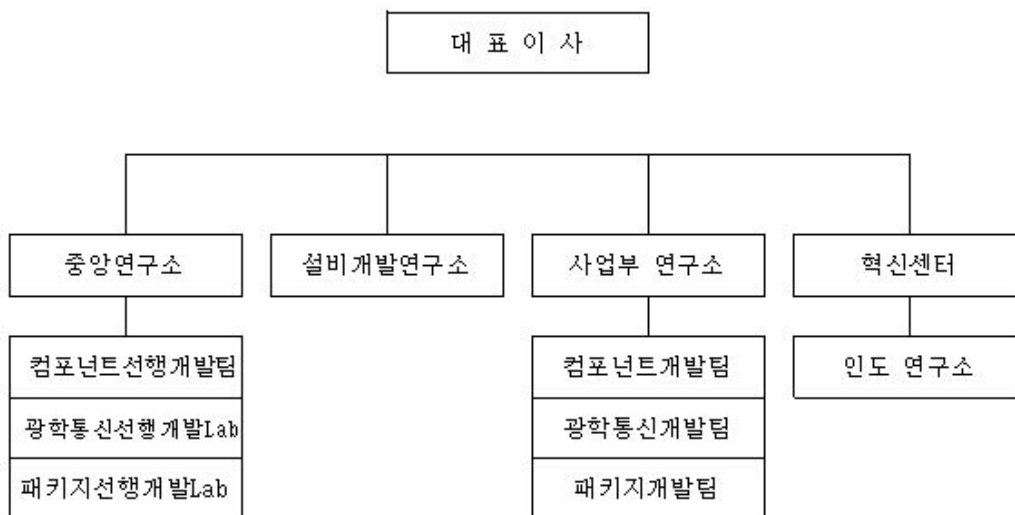 대 표 이 사
중앙연구소
설비개발연구소
사업부 연구소
혁신센터
컴포넌트선행개발팀
광학통신선행개발Lab
패키지선행개발Lab
컴포넌트개발팀
광학통신개발팀
패키지개발팀
인도 연구소